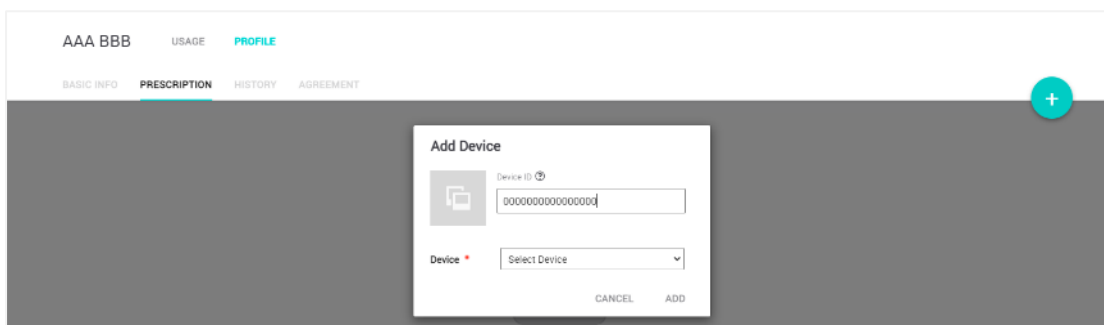 AAA BBB USAGE PROFILE
BASIC INFO PRESCRIPTION HISTORY AGREEMENT
+
Add Device
Device ID ?
0000000000000000
Device * Select Device
CANCEL ADD